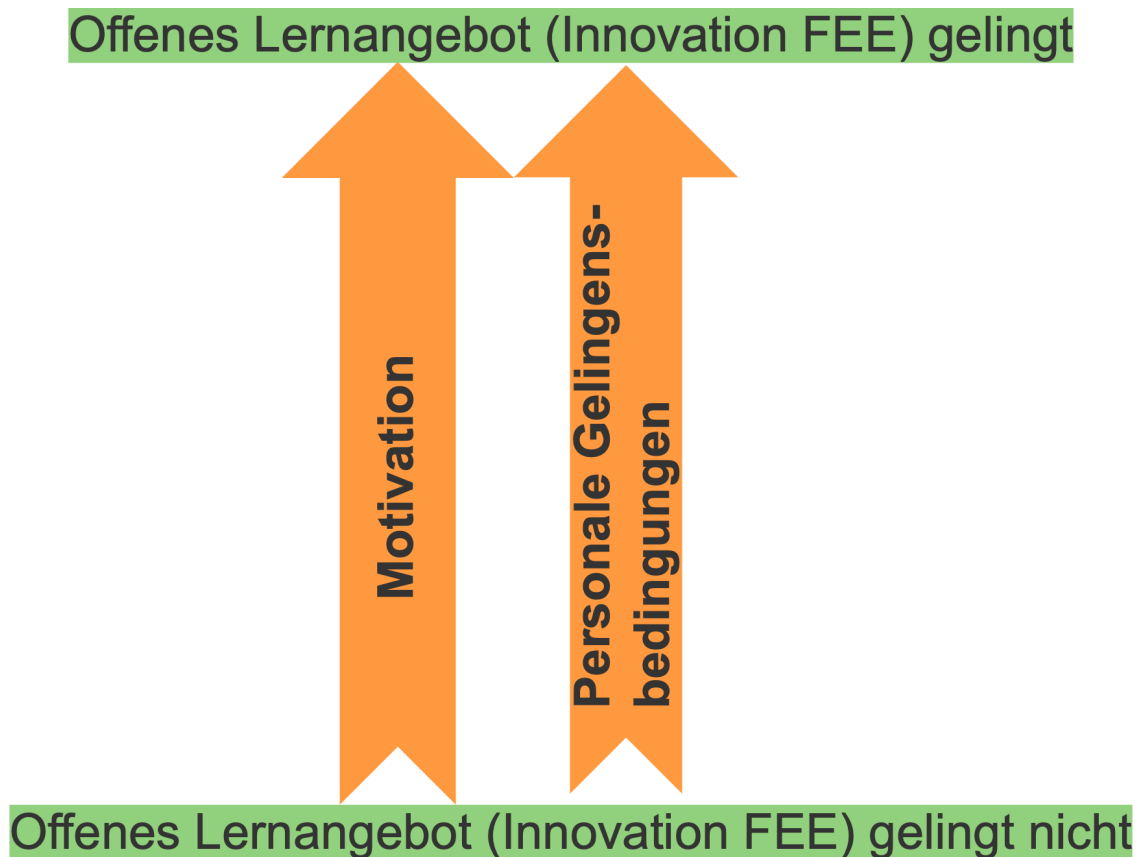 Offenes Lernangebot (Innovation FEE) gelingt
Motivation
Personale Gelingens-
bedingungen
Offenes Lernangebot (Innovation FEE) gelingt nicht